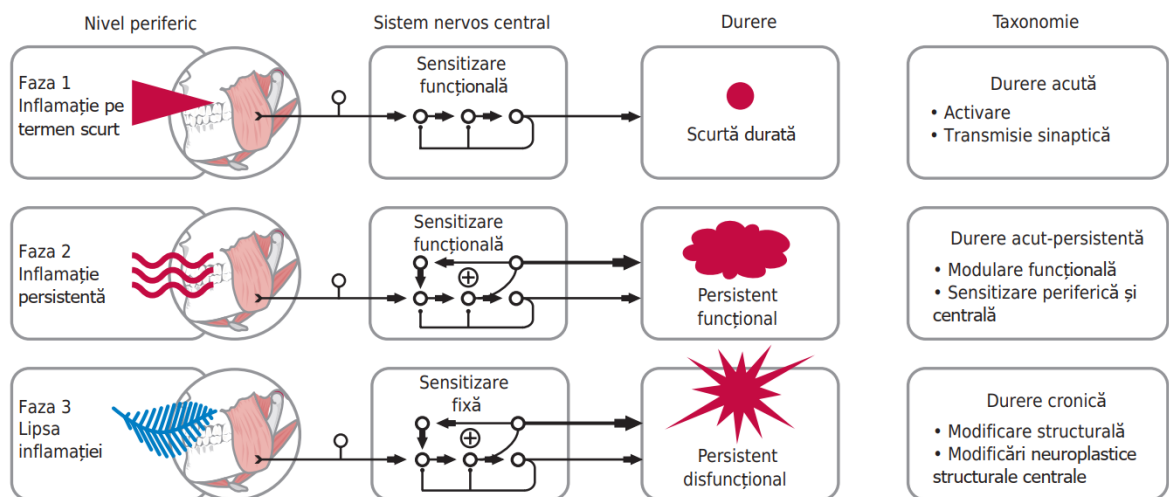 Nivel periferic
Sistem nervos central
Durere
Taxonomie
Faza 1
Inflamație pe
termen scurt
Sensitizare
funcțională
Scurtă durată
Durere acută
• Activare
• Transmisie sinaptică
Faza 2
Inflamație
persistentă
Sensitizare
funcțională
Persistent
funcțional
Durere acut-persistentă
• Modulare funcțională
• Sensitizare periferică și
centrală
Faza 3
Lipsa
inflamației
Sensitizare
fixă
Persistent
disfuncțional
Durere cronică
• Modificare structurală
• Modificări neuroplastice
structurale centrale